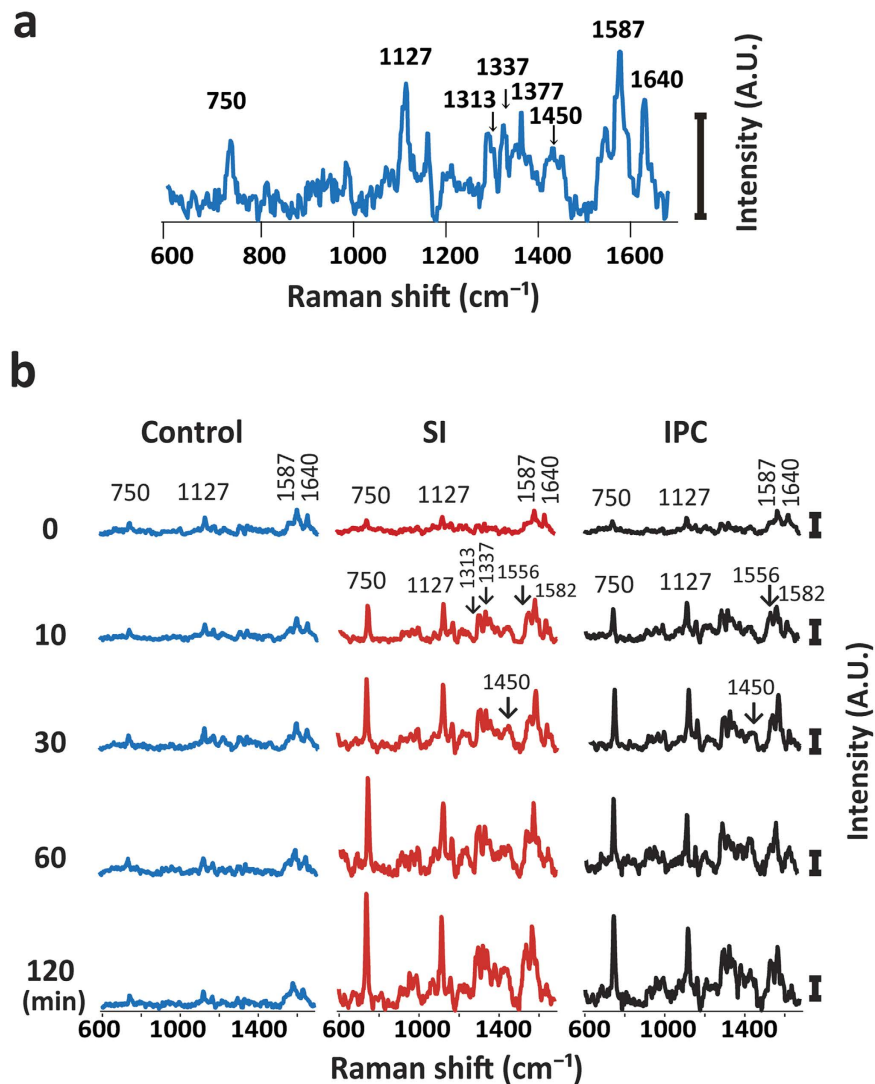 a
1587
1127
1337
1640
750
1313
1377
1450
Intensity (A.U.)
600 800 1000 1200 1400 1600
Raman shift (cm⁻¹)
b
Control SI IPC
750 1127 1587 1640 750 1127 1587 1640 750 1127 1587 1640
0
750 1127 1313 1337 1556 1582 750 1127 1556 1582
10
1450 1450
30
60
120
(min)
Intensity (A.U.)
600 1000 1400 600 1000 1400 600 1000 1400
Raman shift (cm⁻¹)